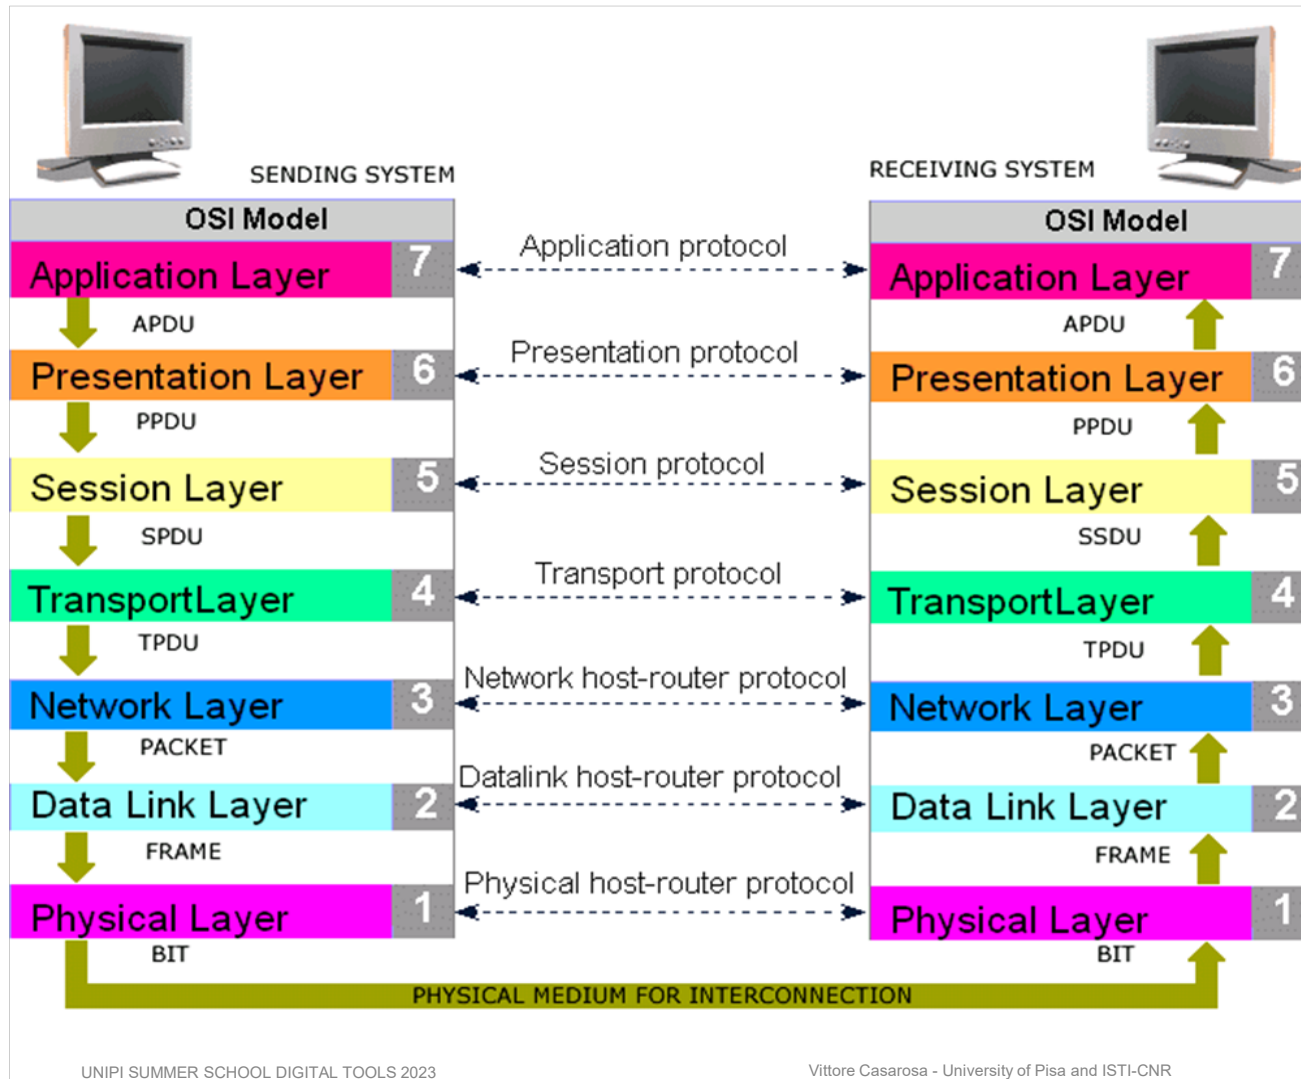 SENDING SYSTEM
RECEIVING SYSTEM
OSI Model
OSI Model
Application Layer 7
Application protocol
Application Layer 7
APDU
APDU
Presentation Layer 6
Presentation protocol
Presentation Layer 6
PPDU
PPDU
Session Layer 5
Session protocol
Session Layer 5
SPDU
SSDU
TransportLayer 4
Transport protocol
TransportLayer 4
TPDU
TPDU
Network Layer 3
Network host-router protocol
Network Layer 3
PACKET
PACKET
Data Link Layer 2
Datalink host-router protocol
Data Link Layer 2
FRAME
FRAME
Physical Layer 1
Physical host-router protocol
Physical Layer 1
BIT
BIT
PHYSICAL MEDIUM FOR INTERCONNECTION
UNIPI SUMMER SCHOOL DIGITAL TOOLS 2023
Vittore Casarosa - University of Pisa and ISTI-CNR